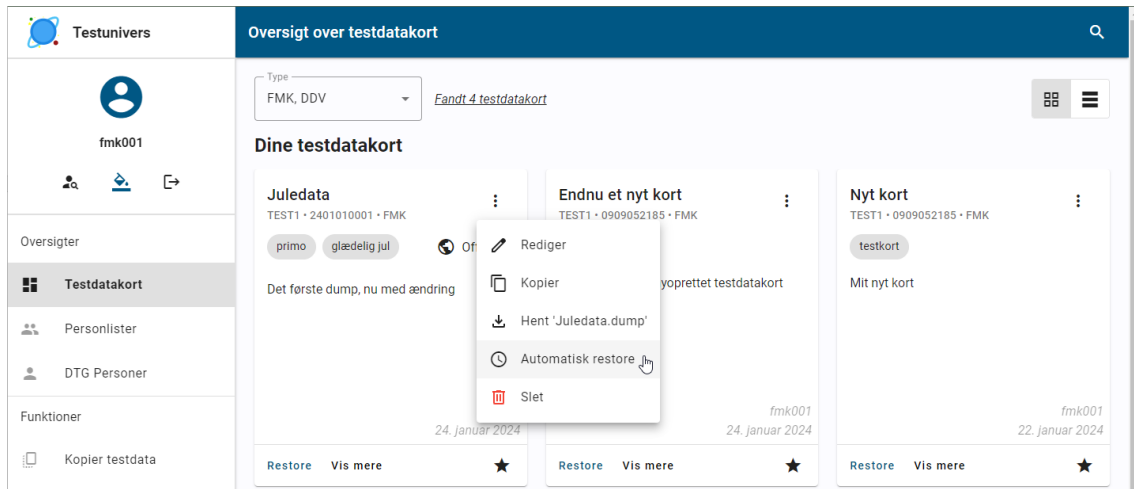 Testunivers
Oversigt over testdatakort
fmk001
Oversigter
Testdatakort
Personlister
DTG Personer
Funktioner
Kopier testdata
Type
FMK, DDV
Fandt 4 testdatakort
Dine testdatakort
Juledata
TEST1 • 2401010001 • FMK
primo glædelig jul
Det første dump, nu med ændring
24. januar 2024
Restore Vis mere
Rediger
Kopier
Hent 'Juledata.dump'
Automatisk restore
Slet
Endnu et nyt kort
TEST1 • 0909052185 • FMK
testdatakort
fmk001
24. januar 2024
Restore Vis mere
Nyt kort
TEST1 • 0909052185 • FMK
testkort
Mit nyt kort
fmk001
22. januar 2024
Restore Vis mere